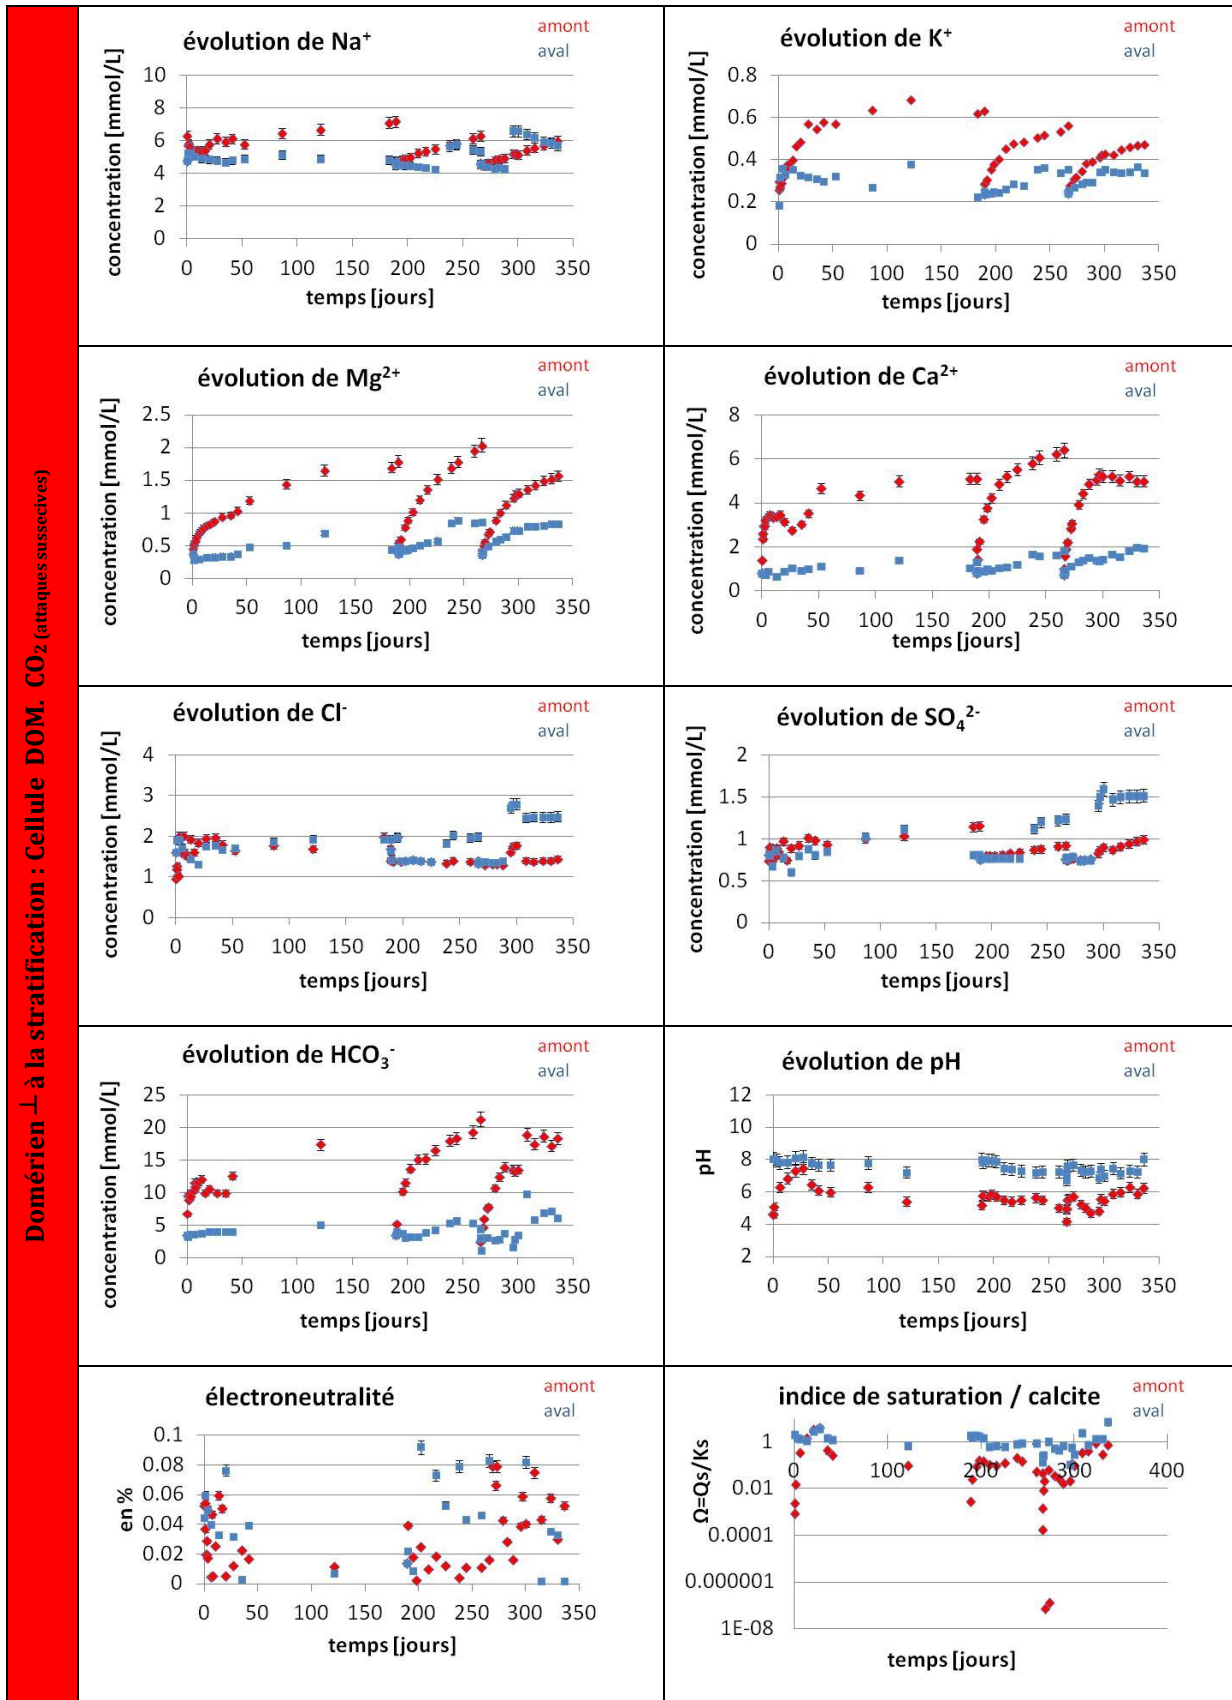 Domérien ⊥ à la stratification : Cellule DOM. CO2 (attaques sussecives)
évolution de Na+
amont
aval
concentration [mmol/L]
10
8
6
4
2
0
0 50 100 150 200 250 300 350
temps [jours]
évolution de K+
amont
aval
concentration [mmol/L]
0.8
0.6
0.4
0.2
0
0 50 100 150 200 250 300 350
temps [jours]
évolution de Mg2+
amont
aval
concentration [mmol/L]
2.5
2
1.5
1
0.5
0
0 50 100 150 200 250 300 350
temps [jours]
évolution de Ca2+
amont
aval
concentration [mmol/L]
8
6
4
2
0
0 50 100 150 200 250 300 350
temps [jours]
évolution de Cl-
amont
aval
concentration [mmol/L]
4
3
2
1
0
0 50 100 150 200 250 300 350
temps [jours]
évolution de SO42-
amont
aval
concentration [mmol/L]
2
1.5
1
0.5
0
0 50 100 150 200 250 300 350
temps [jours]
évolution de HCO3-
amont
aval
concentration [mmol/L]
25
20
15
10
5
0
0 50 100 150 200 250 300 350
temps [jours]
évolution de pH
amont
aval
pH
12
10
8
6
4
2
0 50 100 150 200 250 300 350
temps [jours]
électroneutralité
amont
aval
en %
0.1
0.08
0.06
0.04
0.02
0
0 50 100 150 200 250 300 350
temps [jours]
indice de saturation / calcite
amont
aval
Ω=Qs/Ks
1
0.01
0.0001
0.000001
1E-08
0 100 200 300 400
temps [jours]